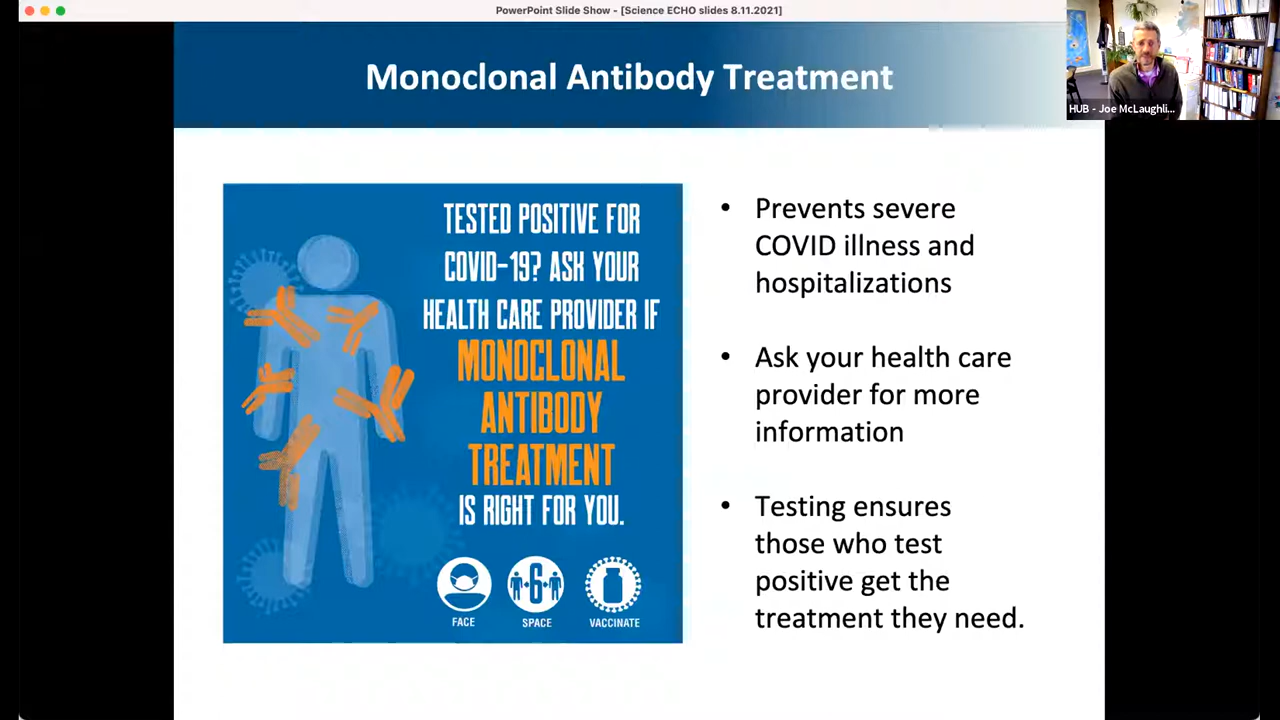 PowerPoint Slide Show - [Science ECHO slides 8.11.2021]
HUB - Joe McLaughli...
Monoclonal Antibody Treatment
TESTED POSITIVE FOR
COVID-19? ASK YOUR
HEALTH CARE PROVIDER IF
MONOCLONAL
ANTIBODY
TREATMENT
IS RIGHT FOR YOU.
6
FACE
SPACE
VACCINATE
• Prevents severe
COVID illness and
hospitalizations
• Ask your health care
provider for more
information
• Testing ensures
those who test
positive get the
treatment they need.